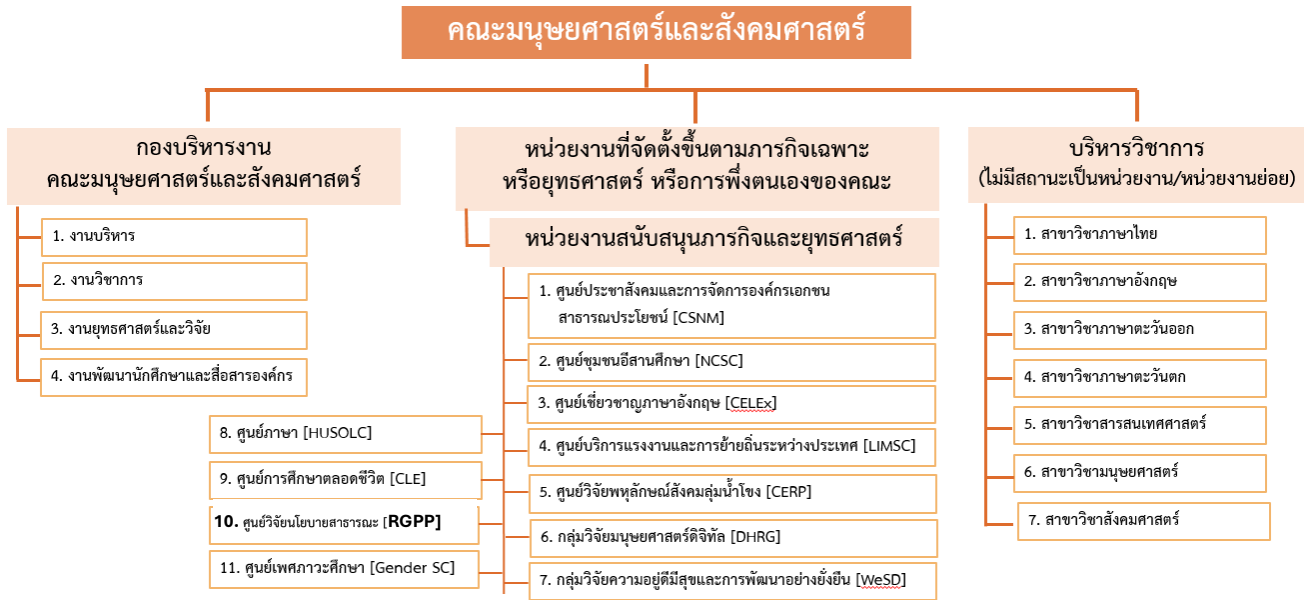 คณะมนุษยศาสตร์และสังคมศาสตร์
กองบริหารงาน
คณะมนุษยศาสตร์และสังคมศาสตร์
1. งานบริหาร
2. งานวิชาการ
3. งานยุทธศาสตร์และวิจัย
4. งานพัฒนานักศึกษาและสื่อสารองค์กร
หน่วยงานที่จัดตั้งขึ้นตามภารกิจเฉพาะ
หรือยุทธศาสตร์ หรือการพึ่งตนเองของคณะ
หน่วยงานสนับสนุนภารกิจและยุทธศาสตร์
1. ศูนย์ประชาสังคมและการจัดการองค์กรเอกชน
สาธารณประโยชน์ [CSNM]
2. ศูนย์ชุมชนอีสานศึกษา [NCSC]
3. ศูนย์เชี่ยวชาญภาษาอังกฤษ [CELEx]
4. ศูนย์บริการแรงงานและการย้ายถิ่นระหว่างประเทศ [LIMSC]
5. ศูนย์วิจัยพหุลักษณ์สังคมลุ่มน้ำโขง [CERP]
6. กลุ่มวิจัยมนุษยศาสตร์ดิจิทัล [DHRG]
7. กลุ่มวิจัยความอยู่ดีมีสุขและการพัฒนาอย่างยั่งยืน [WeSD]
8. ศูนย์ภาษา [HUSOLC]
9. ศูนย์การศึกษาตลอดชีวิต [CLE]
10. ศูนย์วิจัยนโยบายสาธารณะ [RGPP]
11. ศูนย์เพศภาวะศึกษา [Gender SC]
บริหารวิชาการ
(ไม่มีสถานะเป็นหน่วยงาน/หน่วยงานย่อย)
1. สาขาวิชาภาษาไทย
2. สาขาวิชาภาษาอังกฤษ
3. สาขาวิชาภาษาตะวันออก
4. สาขาวิชาภาษาตะวันตก
5. สาขาวิชาสารสนเทศศาสตร์
6. สาขาวิชามนุษยศาสตร์
7. สาขาวิชาสังคมศาสตร์